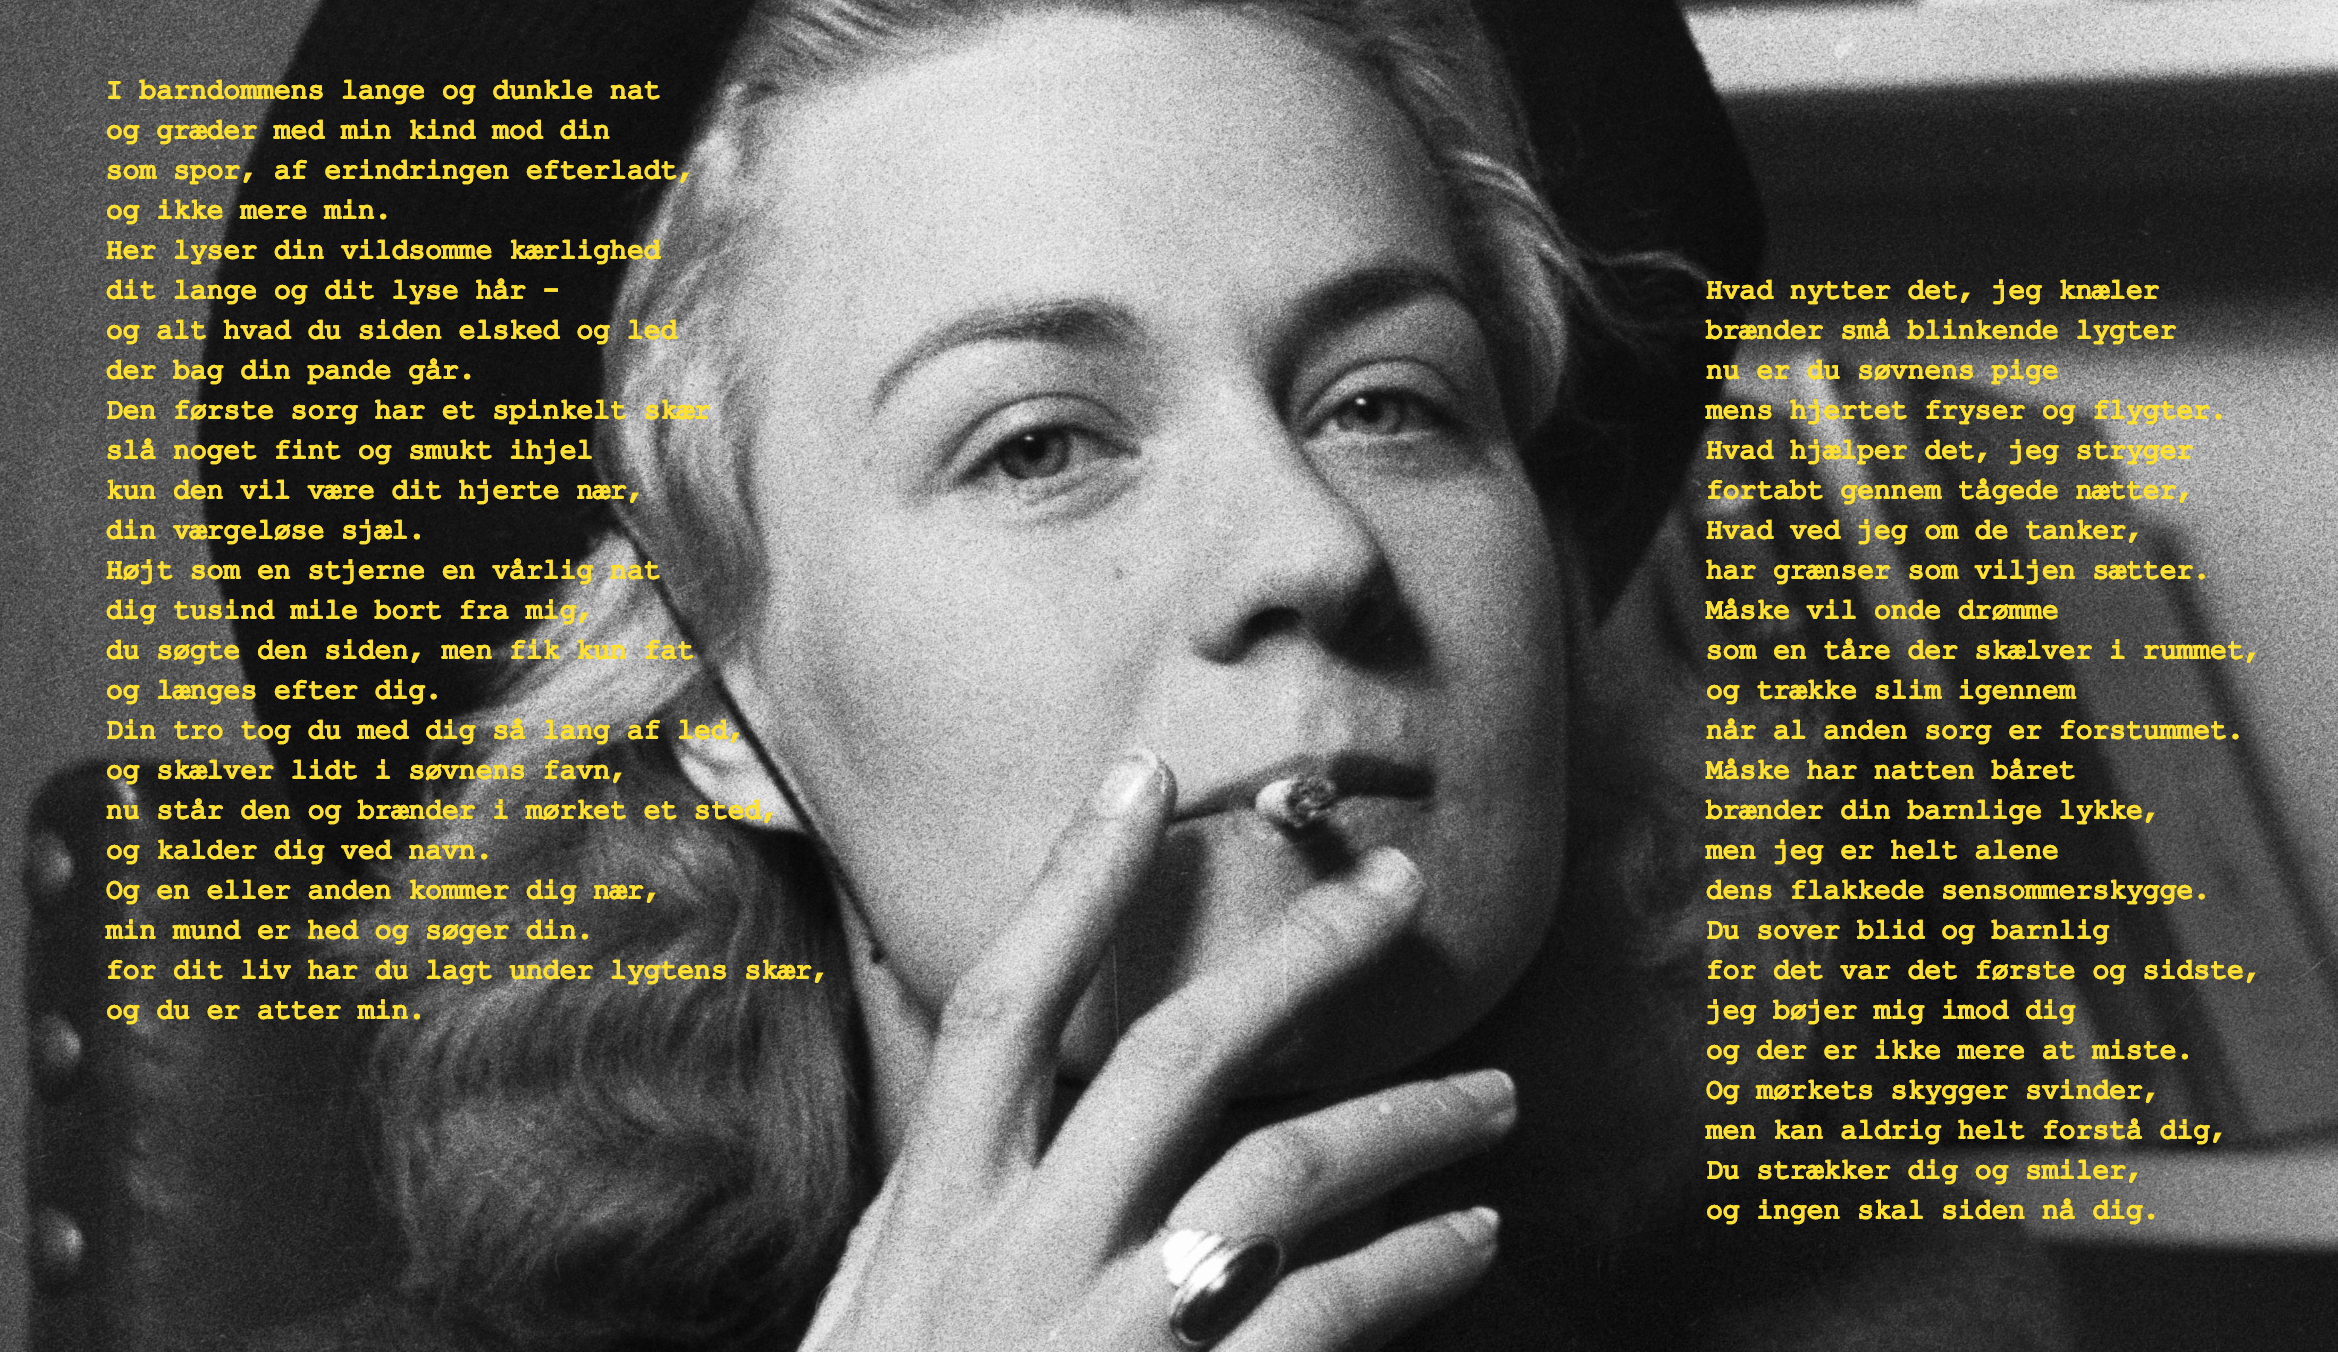 I barndommens lange og dunkle nat
og græder med min kind mod din
som spor, af erindringen efterladt,
og ikke mere min.
Her lyser din vildsomme kærlighed
dit lange og dit lyse hår –
og alt hvad du siden elsked og led
der bag din pande går.
Den første sorg har et spinkelt skær
slå noget fint og smukt ihjel
kun den vil være dit hjerte nær,
din værgeløse sjæl.
Højt som en stjerne en vårlig nat
dig tusind mile bort fra mig,
du søgte den siden, men fik kun fat
og længes efter dig.
Din tro tog du med dig så lang af led,
og skælver lidt i søvnens favn,
nu står den og brænder i mørket et sted,
og kalder dig ved navn.
Og en eller anden kommer dig nær,
min mund er hed og søger din.
for dit liv har du lagt under lygtens skær,
og du er atter min.
Hvad nytter det, jeg knæler
brænder små blinkende lygter
nu er du søvnens pige
mens hjertet fryser og flygter.
Hvad hjælper det, jeg stryger
fortabt gennem tågede nætter,
Hvad ved jeg om de tanker,
har grænser som viljen sætter.
Måske vil onde drømme
som en tåre der skælver i rummet,
og trække slim igennem
når al anden sorg er forstummet.
Måske har natten båret
brænder din barnlige lykke,
men jeg er helt alene
dens flakkede sensommerskygge.
Du sover blid og barnlig
for det var det første og sidste,
jeg bøjer mig imod dig
og der er ikke mere at miste.
Og mørkets skygger svinder,
men kan aldrig helt forstå dig,
Du strækker dig og smiler,
og ingen skal siden nå dig.